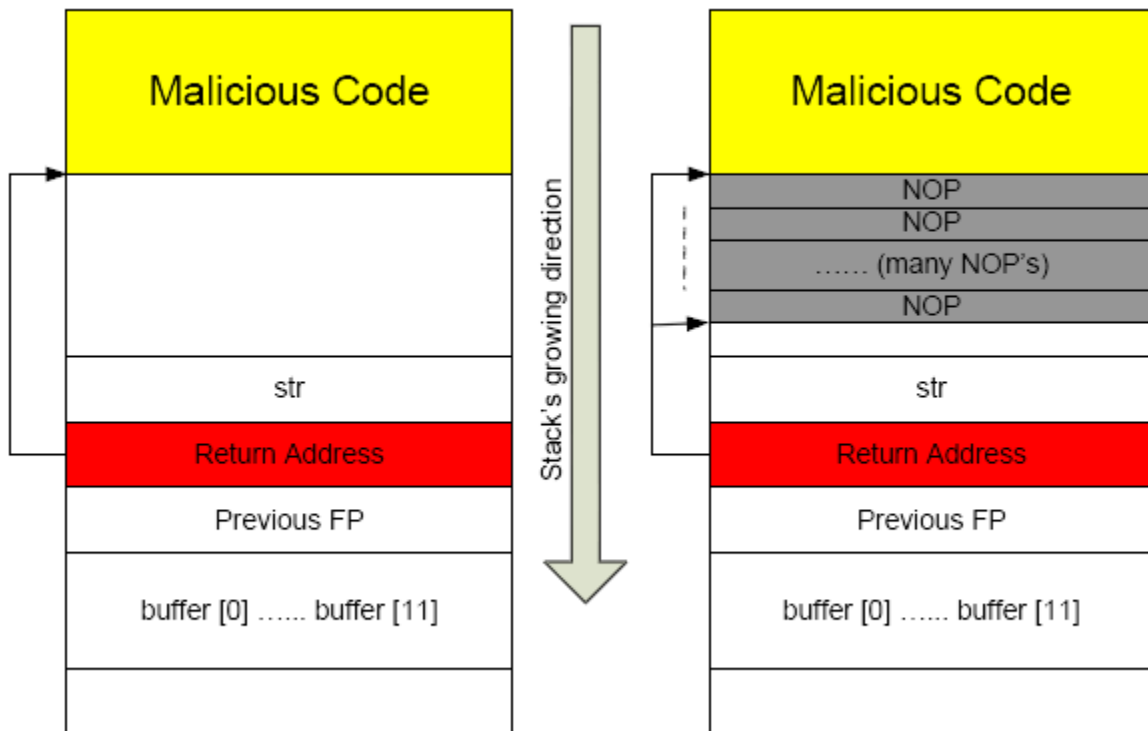 Malicious Code
str
Return Address
Previous FP
buffer [0] …... buffer [11]
Stack's growing direction
Malicious Code
NOP
NOP
…... (many NOP's)
NOP
str
Return Address
Previous FP
buffer [0] …... buffer [11]